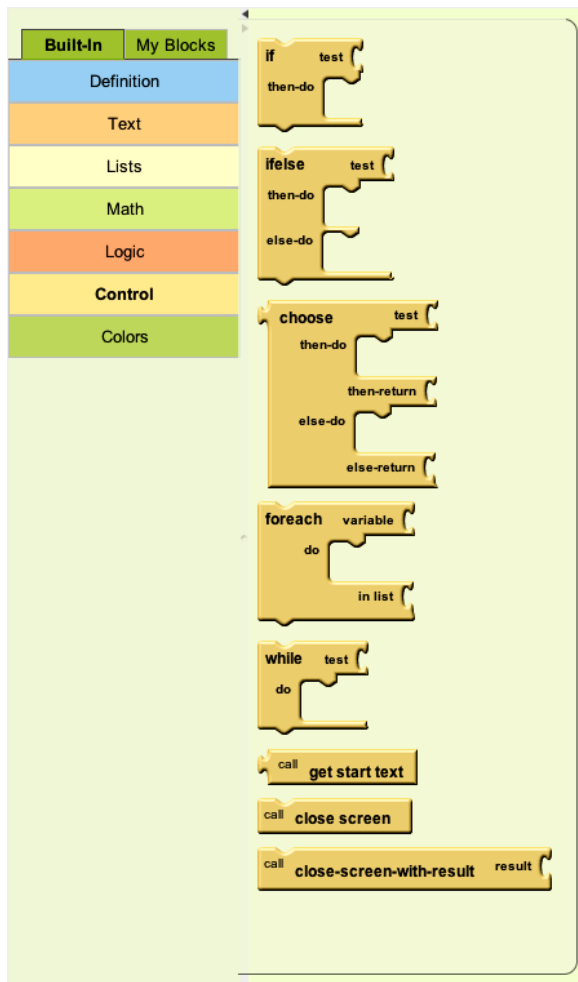 Built-In My Blocks
Definition
Text
Lists
Math
Logic
Control
Colors
if test
then-do
ifelse test
then-do
else-do
choose test
then-do
then-return
else-do
else-return
foreach variable
do
in list
while test
do
call get start text
call close screen
call close-screen-with-result result